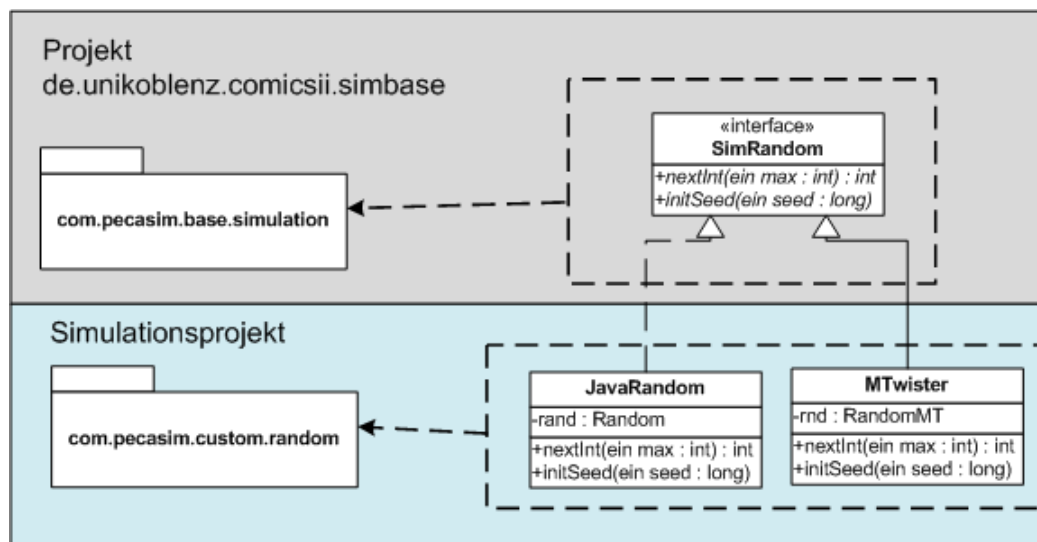 Projekt
de.unikoblenz.comicsii.simbase
«interface»
SimRandom
+nextInt(ein max : int) : int
+initSeed(ein seed : long)
com.pecasim.base.simulation
Simulationsprojekt
com.pecasim.custom.random
JavaRandom
-rand : Random
+nextInt(ein max : int) : int
+initSeed(ein seed : long)
MTwister
-rnd : RandomMT
+nextInt(ein max : int) : int
+initSeed(ein seed : long)